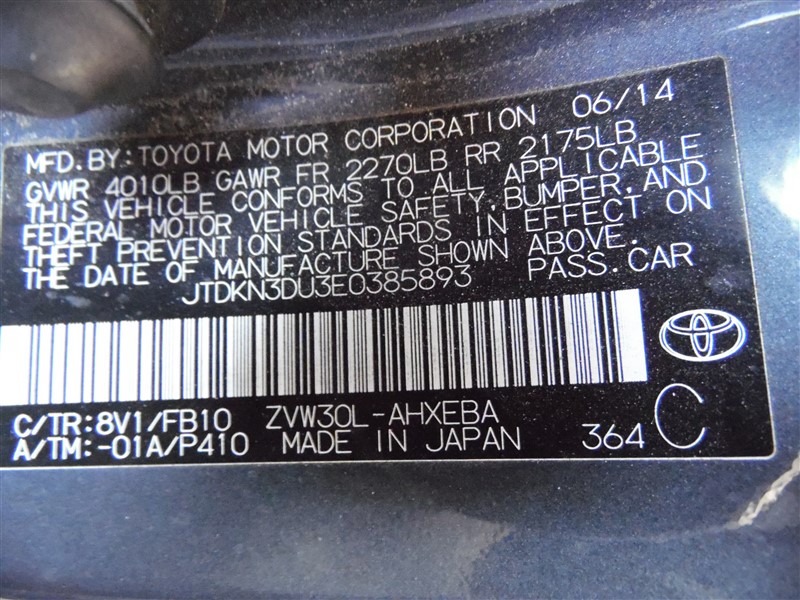 MFD. BY: TOYOTA MOTOR CORPORATION 06/14
GVWR 4010LB GAWR FR 2270LB RR 2175LB
THIS VEHICLE CONFORMS TO ALL APPLICABLE
FEDERAL MOTOR VEHICLE SAFETY, BUMPER, AND
THEFT PREVENTION STANDARDS IN EFFECT ON
THE DATE OF MANUFACTURE SHOWN ABOVE.
JTDKN3DU3E0385893 PASS. CAR
C/TR: 8V1/FB10 ZVW30L-AHXEBA
A/TM: -01A/P410 MADE IN JAPAN 364 C